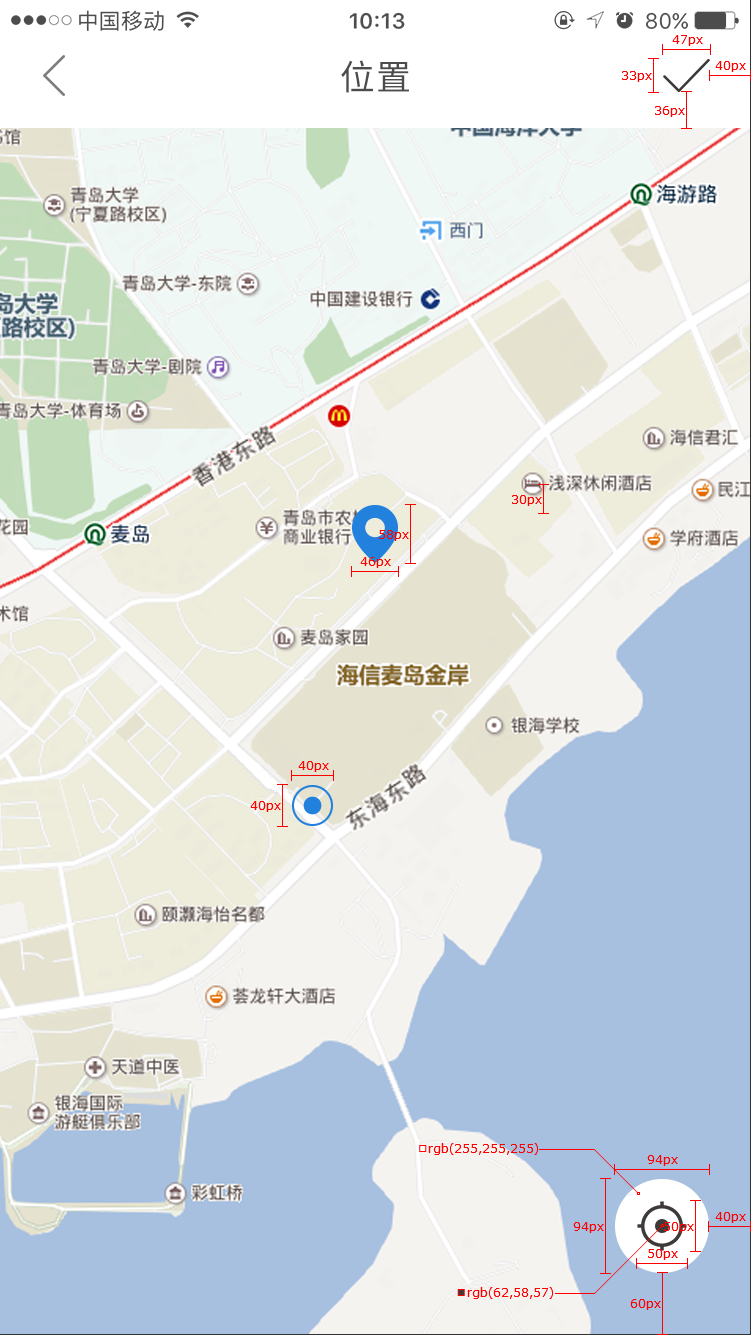 中国移动
10:13
80%
位置
47px
33px
40px
36px
中国海洋大学
书馆
青岛大学
(宁夏路校区)
海游路
西门
青岛大学-东院
中国建设银行
岛大学
路校区)
青岛大学-剧院
青岛大学-体育场
香港东路
海信君汇
浅深休闲酒店
30px
民江
花园
麦岛
青岛市农
商业银行
58px
46px
学府酒店
术馆
麦岛家园
海信麦岛金岸
银海学校
40px
40px
东海东路
颐灏海怡名都
荟龙轩大酒店
天道中医
银海国际
游艇俱乐部
rgb(255,255,255)
94px
彩虹桥
94px
50px
40px
50px
rgb(62,58,57)
60px